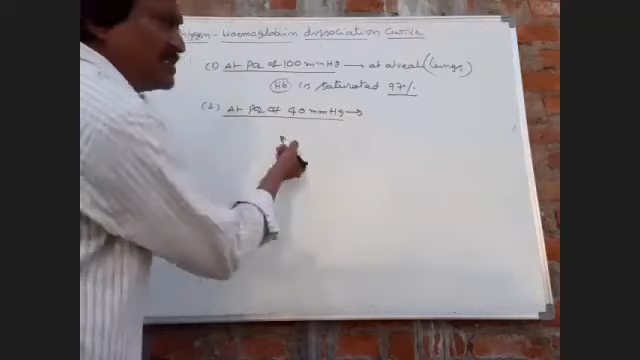 oxygen - Haemoglobin dissociation Curve
(1) At PO2 of 100 mmHg → at alveoli (lungs)
Hb is saturated 97%.
(2) At PO2 of 40 mmHg →